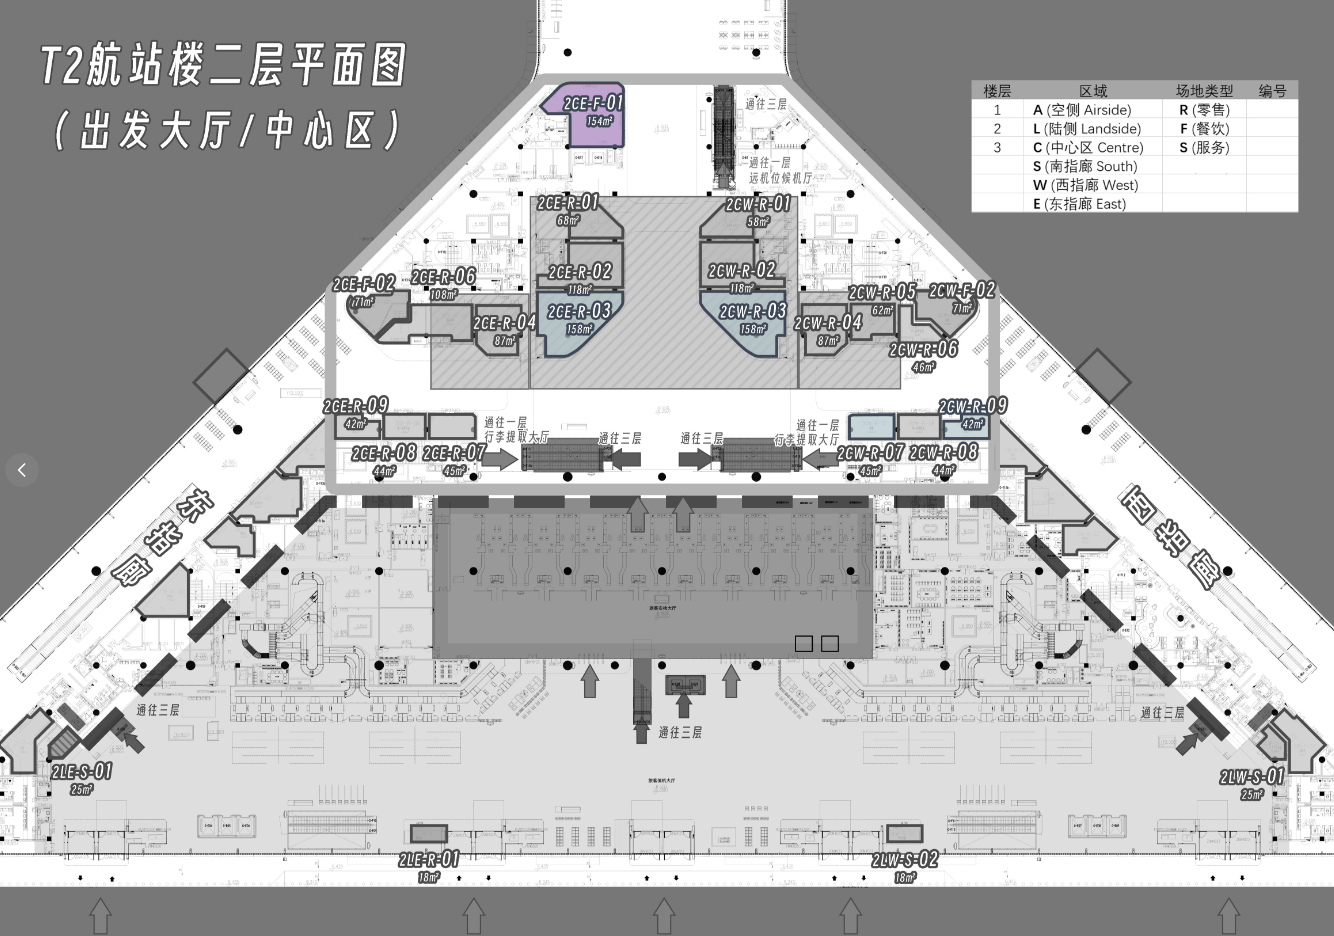 T2航站楼二层平面图
（出发大厅/中心区）
楼层 区域 场地类型 编号
1 A (空侧 Airside) R (零售)
2 L (陆侧 Landside) F (餐饮)
3 C (中心区 Centre) S (服务)
S (南指廊 South)
W (西指廊 West)
E (东指廊 East)
2CE-F-01
154m²
通往三层
通往一层
远机位候机厅
2CE-R-01
68m²
2CW-R-01
58m²
2CE-R-02
118m²
2CW-R-02
118m²
2CE-F-02
71m²
2CE-R-06
108m²
2CE-R-03
158m²
2CE-R-04
87m²
2CW-R-03
158m²
2CW-R-04
87m²
2CW-R-05
62m²
2CW-F-02
71m²
2CW-R-06
46m²
2CE-R-09
42m²
2CE-R-08
44m²
2CE-R-07
45m²
通往一层
行李提取大厅
通往三层
通往三层
通往一层
行李提取大厅
2CW-R-07
45m²
2CW-R-08
44m²
2CW-R-09
42m²
东指廊
西指廊
通往三层
通往三层
通往三层
2LE-S-01
25m²
2LW-S-01
25m²
2LE-R-01
18m²
2LW-S-02
18m²